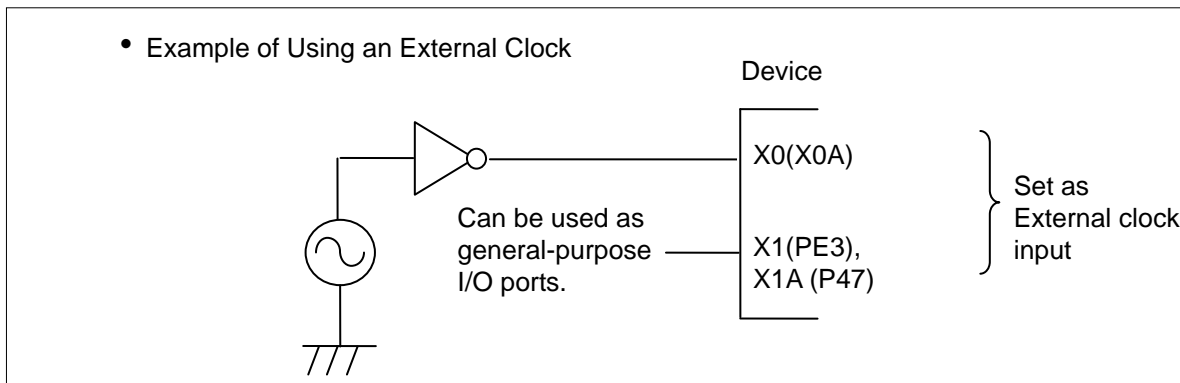 • Example of Using an External Clock
Device
X0(X0A)
Can be used as
general-purpose
I/O ports.
X1(PE3),
X1A (P47)
Set as
External clock
input